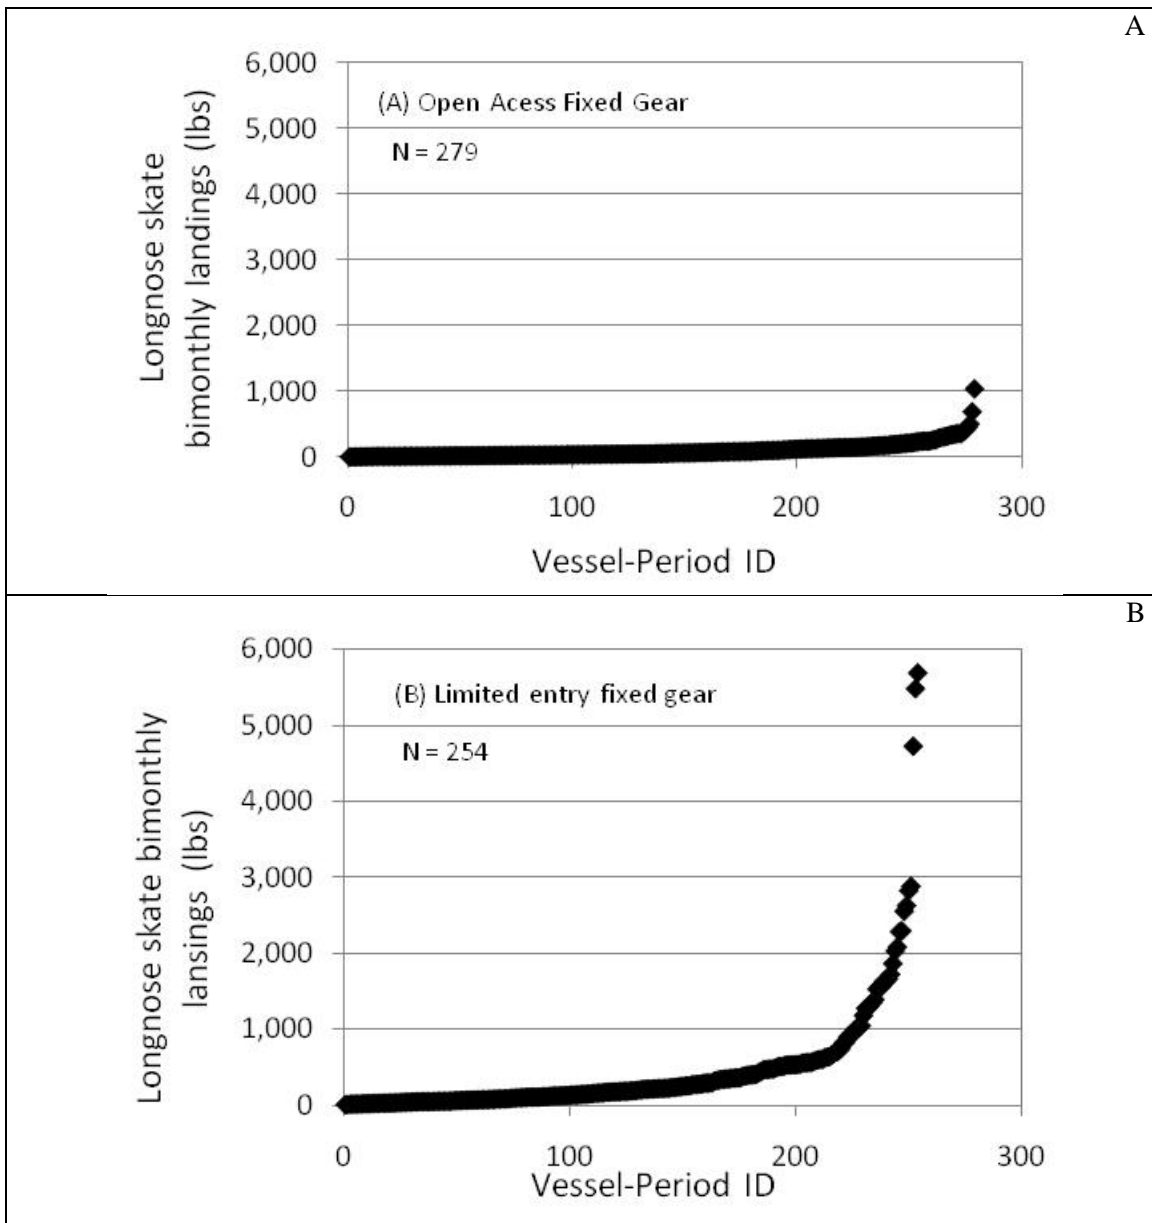 A
6,000
(A) Open Acess Fixed Gear
5,000
N = 279
4,000
3,000
2,000
1,000
0
Longnose skate
bimonthly landings (lbs)
0 100 200 300
Vessel-Period ID
B
6,000
(B) Limited entry fixed gear
5,000
N = 254
4,000
3,000
2,000
1,000
0
Longnose skate bimonthly
lansings (lbs)
0 100 200 300
Vessel-Period ID